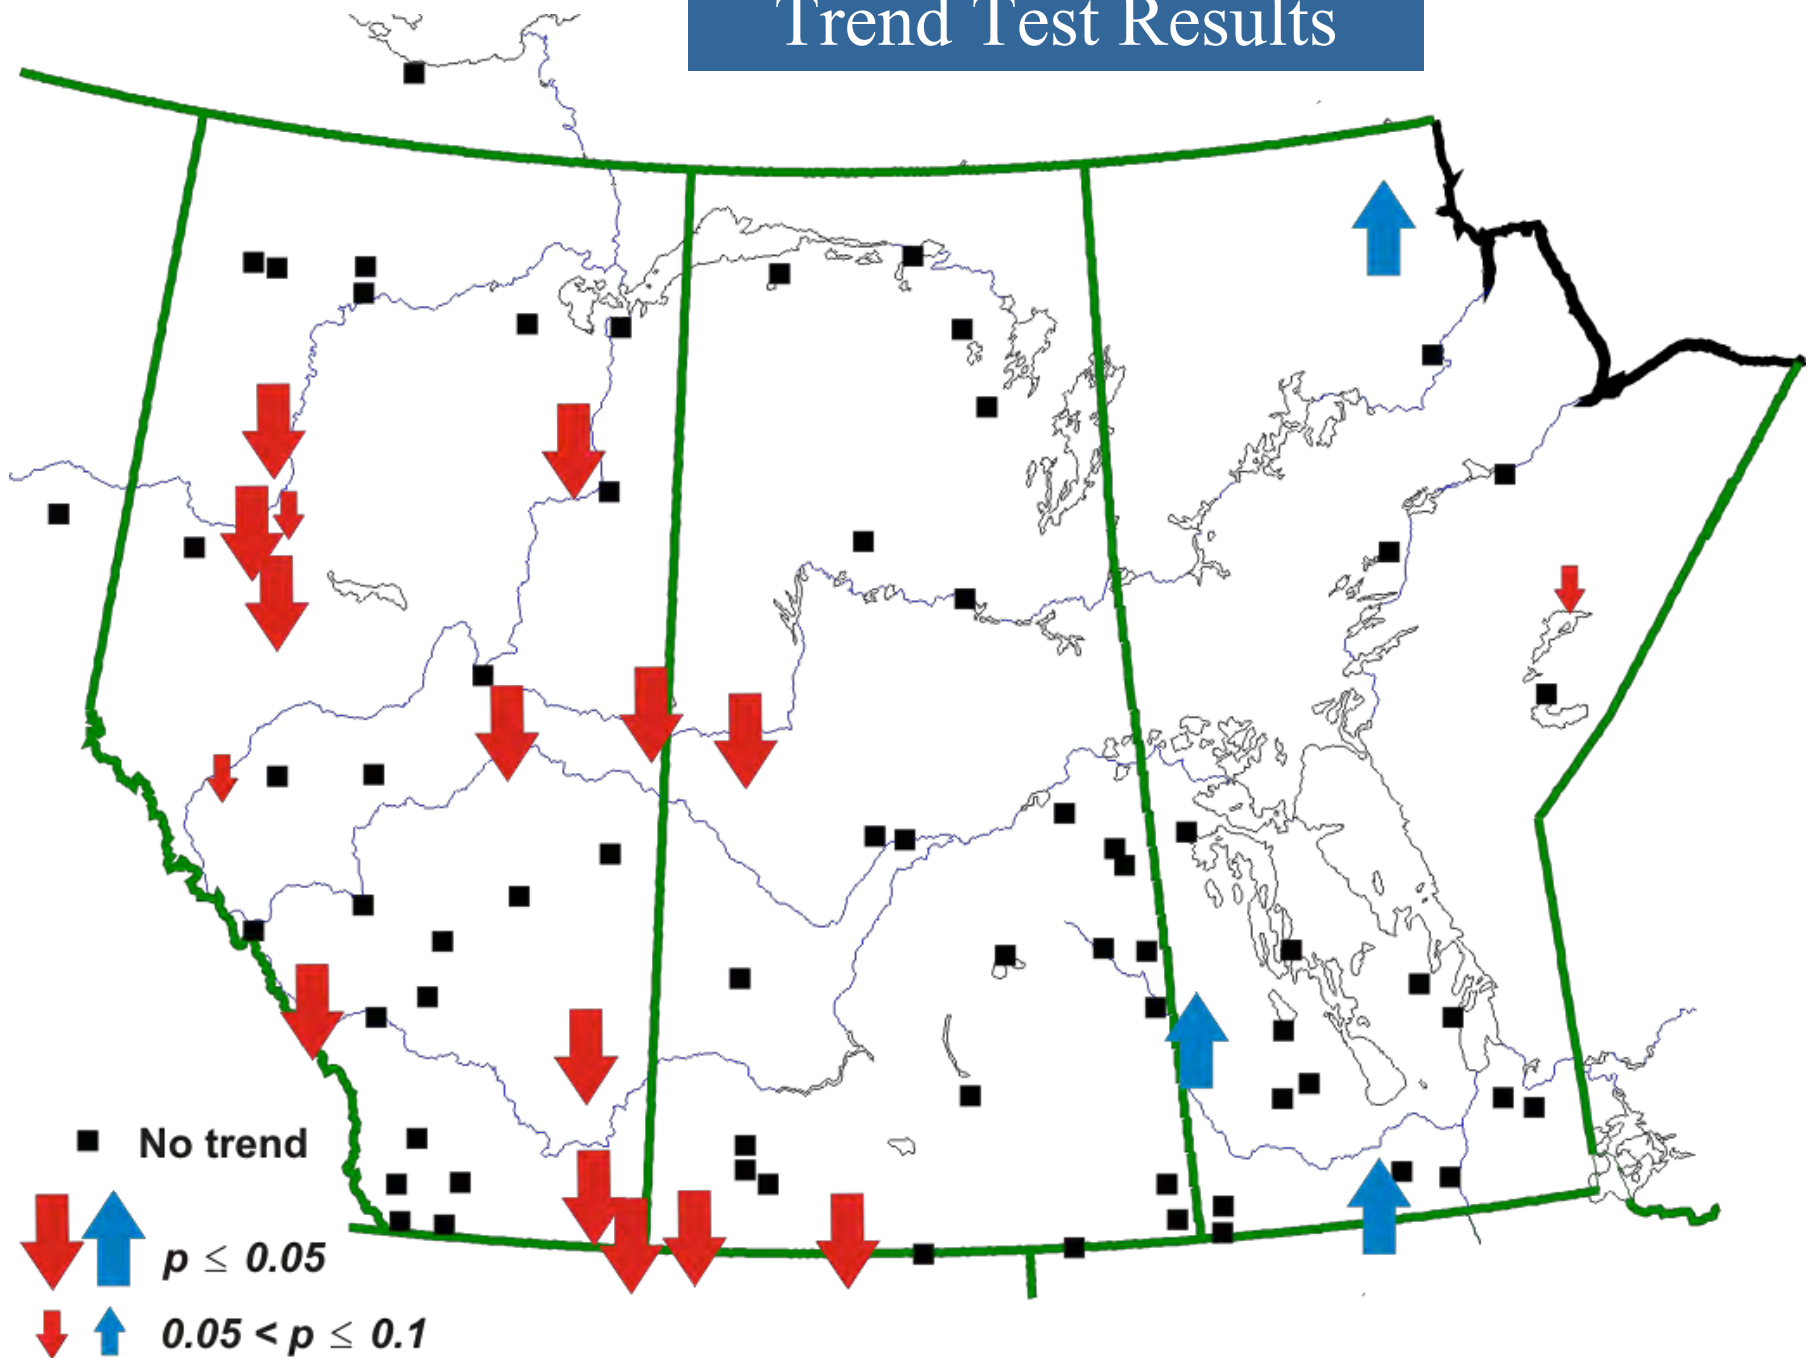 Trend Test Results
No trend
p ≤ 0.05
0.05 < p ≤ 0.1